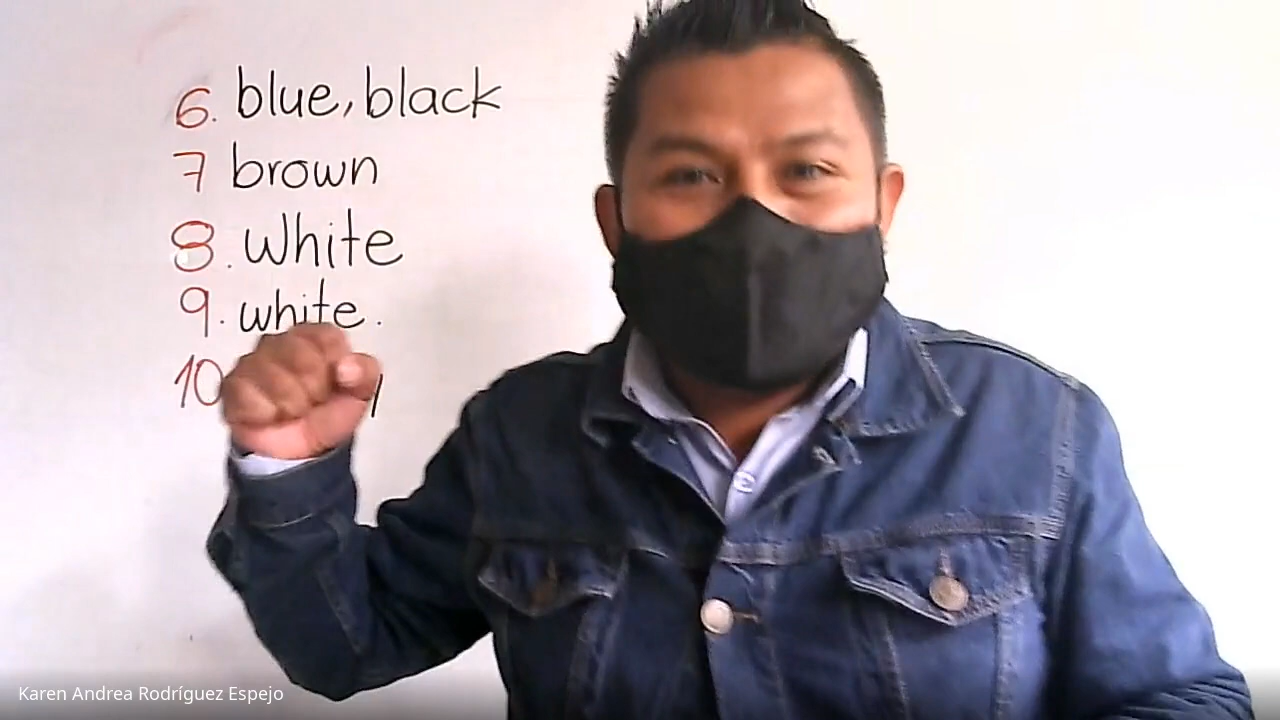 6. blue, black
7 brown
8. white
9. white.
10
Karen Andrea Rodríguez Espejo